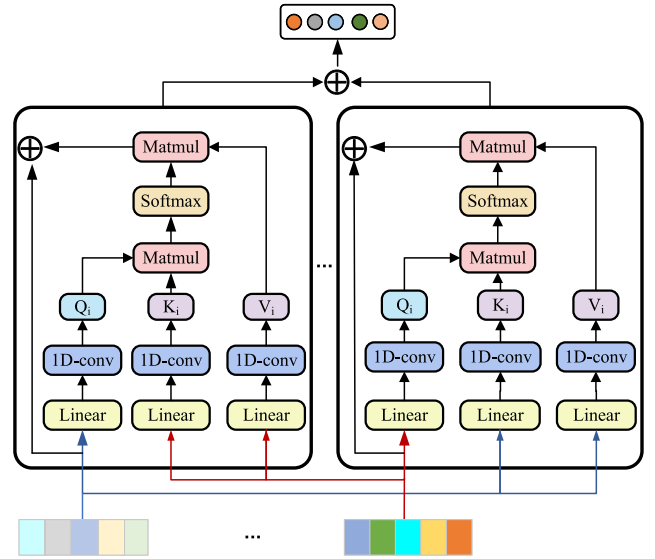 Matmul Matmul
Softmax Softmax
Matmul Matmul
...
Qi Ki Vi Qi Ki Vi
1D-conv 1D-conv 1D-conv 1D-conv 1D-conv 1D-conv
Linear Linear Linear Linear Linear Linear
...